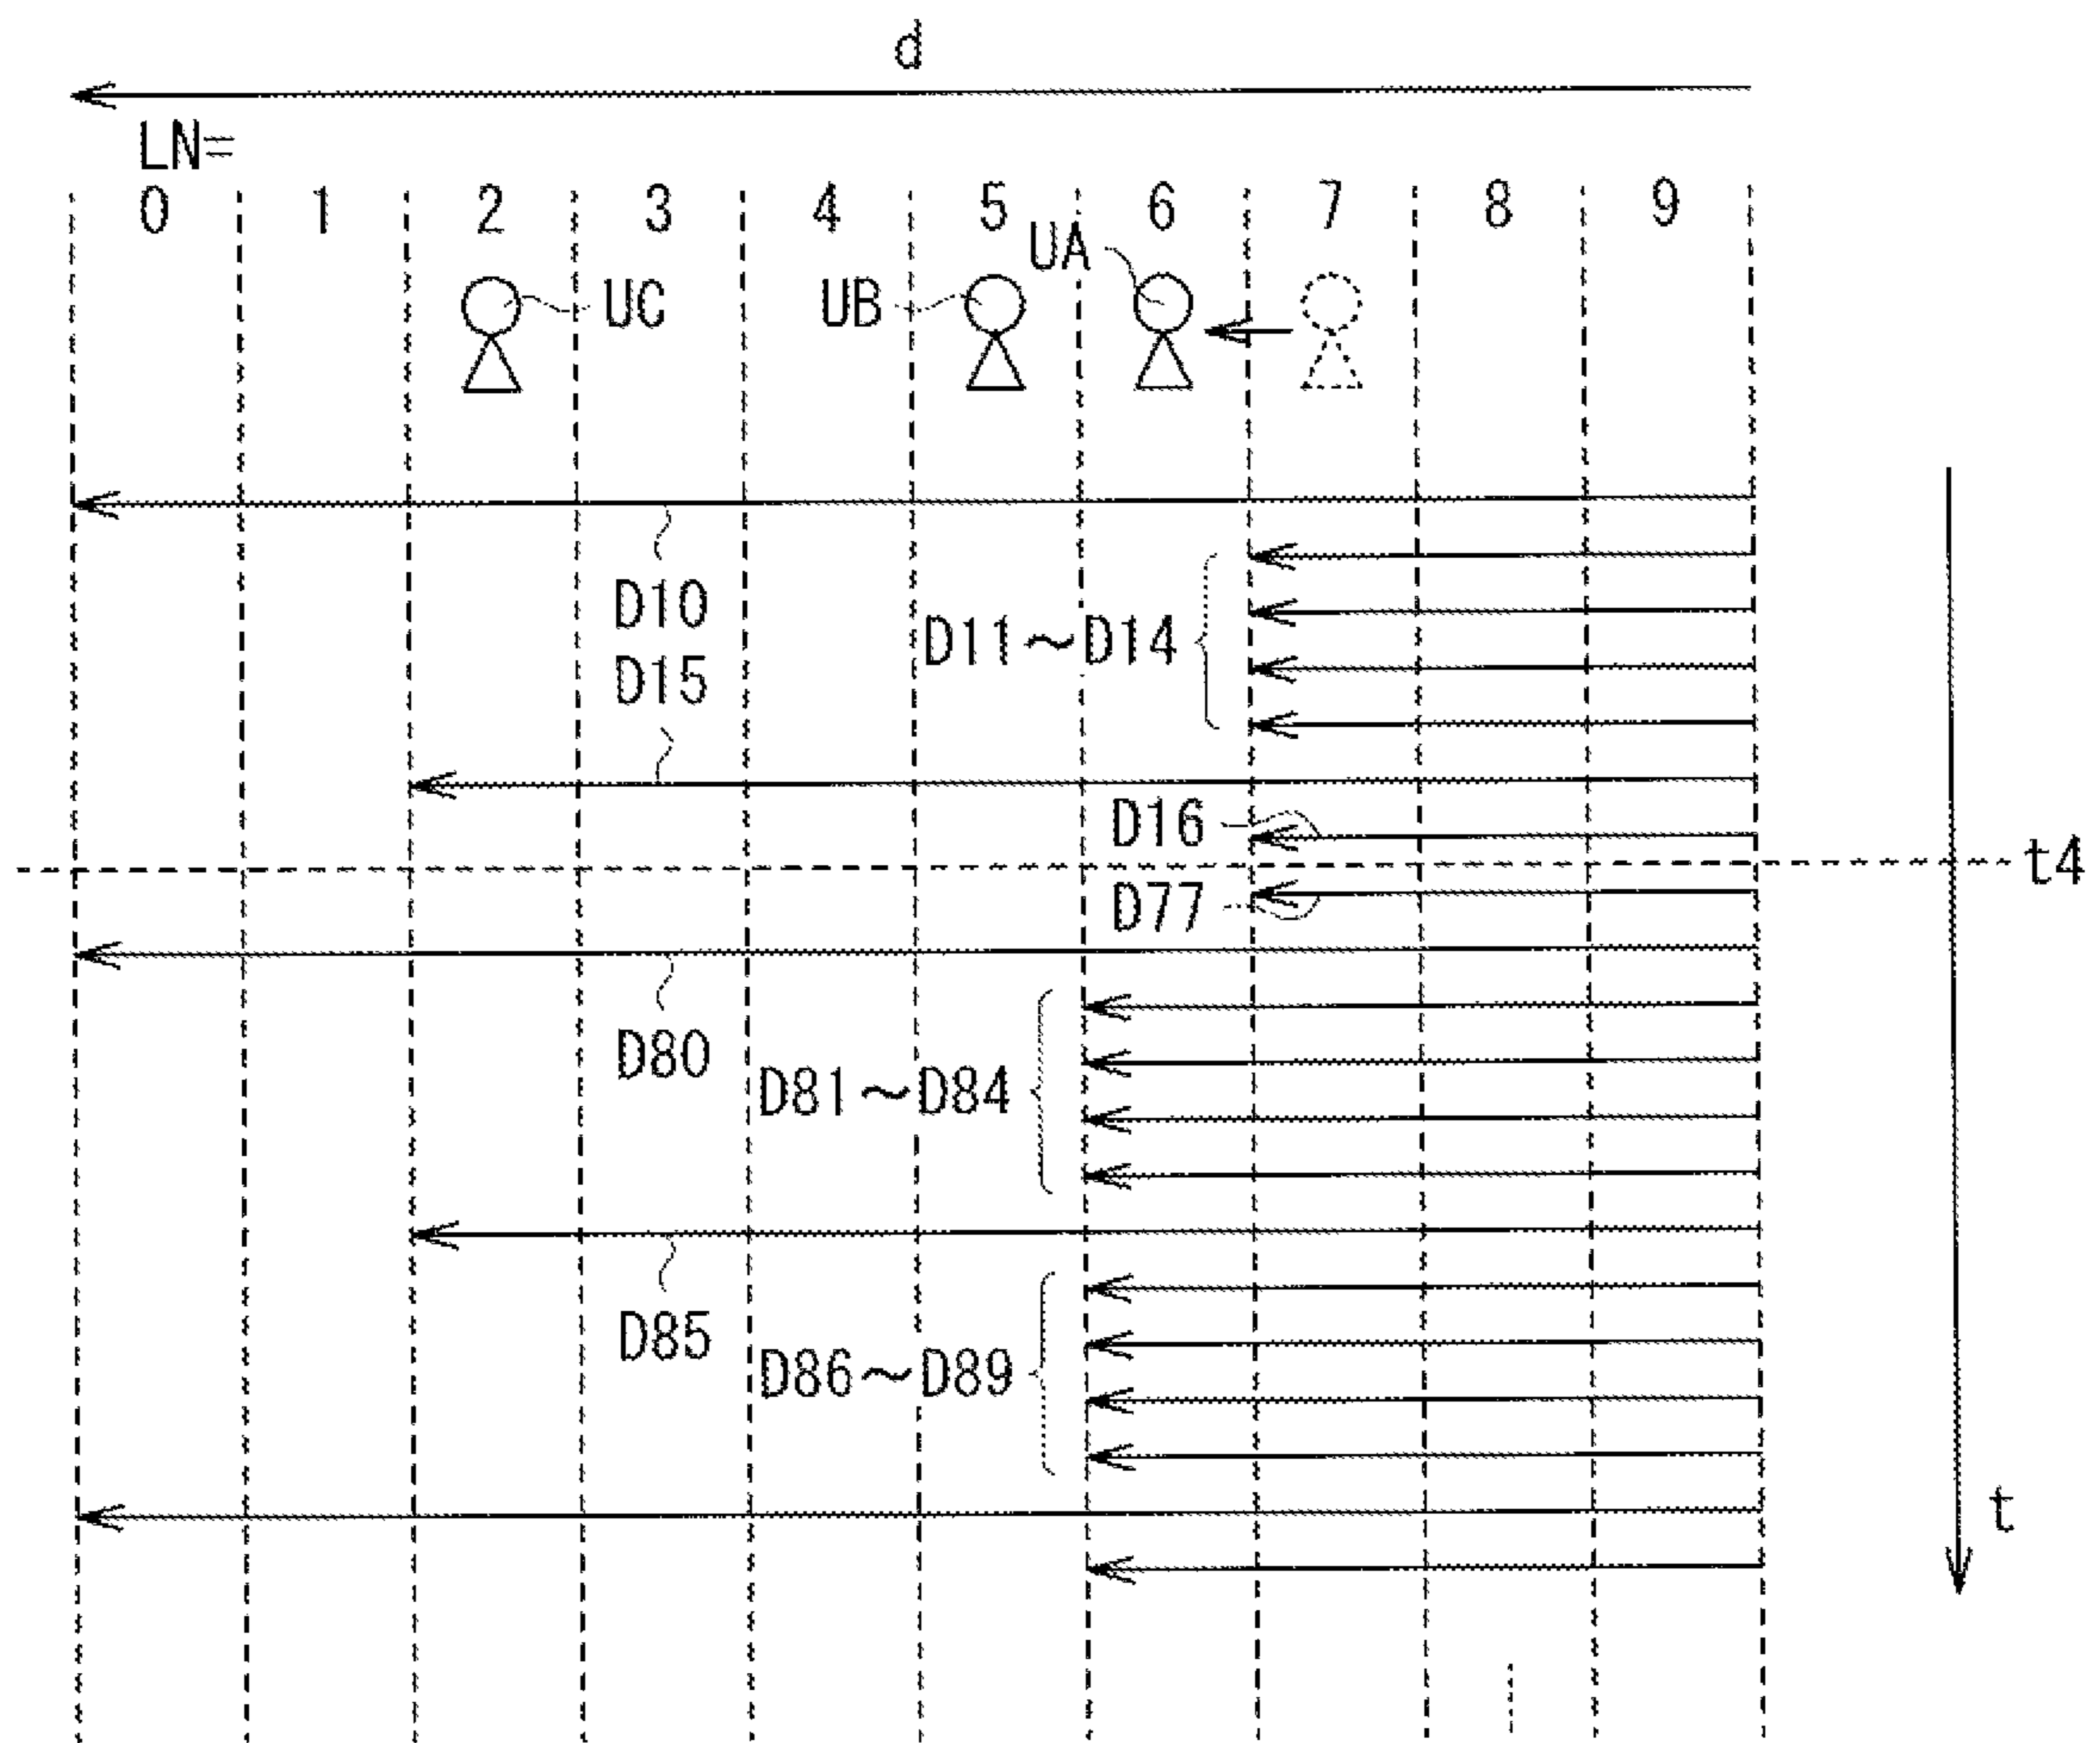 d
LN=
0 1 2 3 4 5 6 7 8 9
UA
UC UB
D10
D11～D14
D15
D16
t4
D77
D80
D81～D84
D85
D86～D89
t